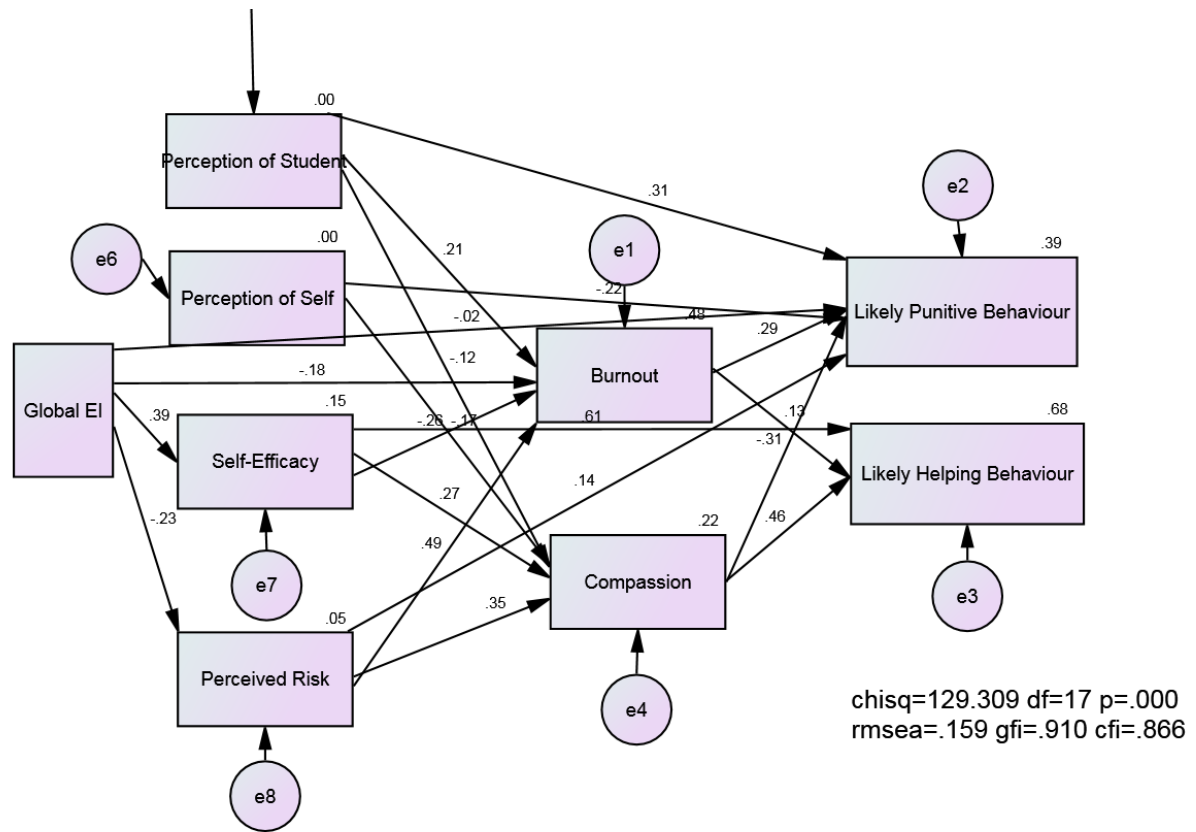 .00
Perception of Student
.31
e2
.00
e6
e1
.39
.21
Perception of Self
-.22
Likely Punitive Behaviour
-.02
.48
.29
-.12
Burnout
-.18
Global EI
.39
.15
-.26
-.17
.61
.13
.68
-.31
Self-Efficacy
Likely Helping Behaviour
.14
.27
-.23
.22
.46
.49
Compassion
e7
e3
.35
.05
Perceived Risk
e4
chisq=129.309 df=17 p=.000
rmsea=.159 gfi=.910 cfi=.866
e8